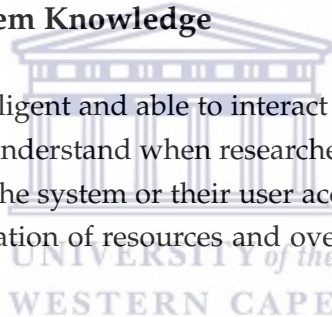 em Knowledge
ligent and able to interact
nderstand when researche
he system or their user acc
ation of resources and ove
UNIVERSITY of the
WESTERN CAPE